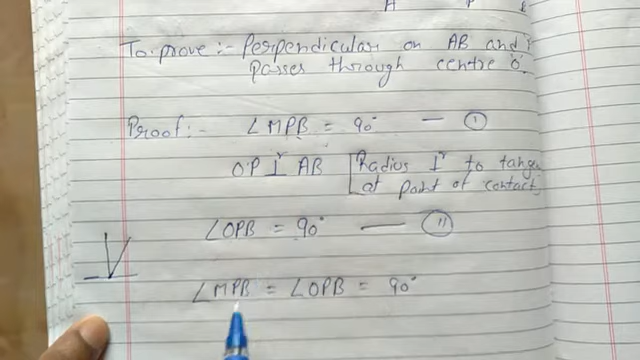 A P B
To prove :- Perpendicular on AB and
passes through centre O.
Proof :- ∠MPB = 90° — (I)
OP ⊥r AB [Radius ⊥r to tangen
at point of contact]
∠OPB = 90° — (II)
∠MPB = ∠OPB = 90°